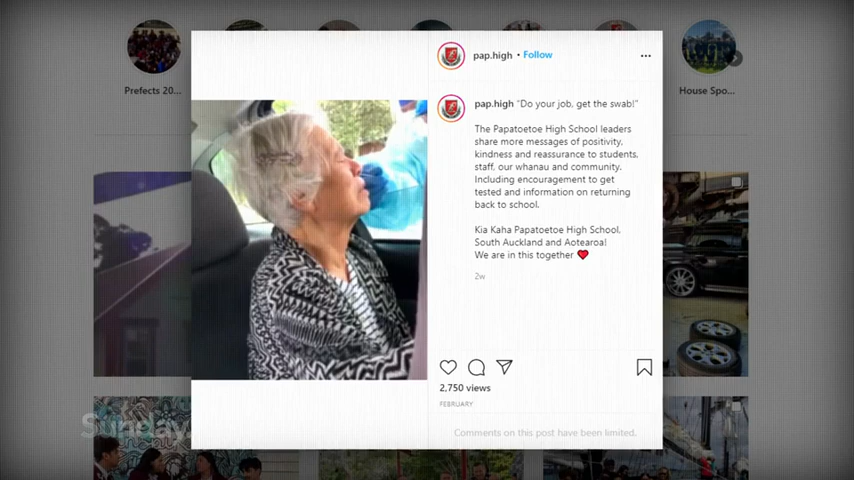 Prefects 20...
House Spo...
pap.high • Follow
pap.high "Do your job, get the swab!"
The Papatoetoe High School leaders
share more messages of positivity,
kindness and reassurance to students,
staff, our whanau and community.
Including encouragement to get
tested and information on returning
back to school.
Kia Kaha Papatoetoe High School,
South Auckland and Aotearoa!
We are in this together ❤️
2w
2,750 views
FEBRUARY
Comments on this post have been limited.
Sunday